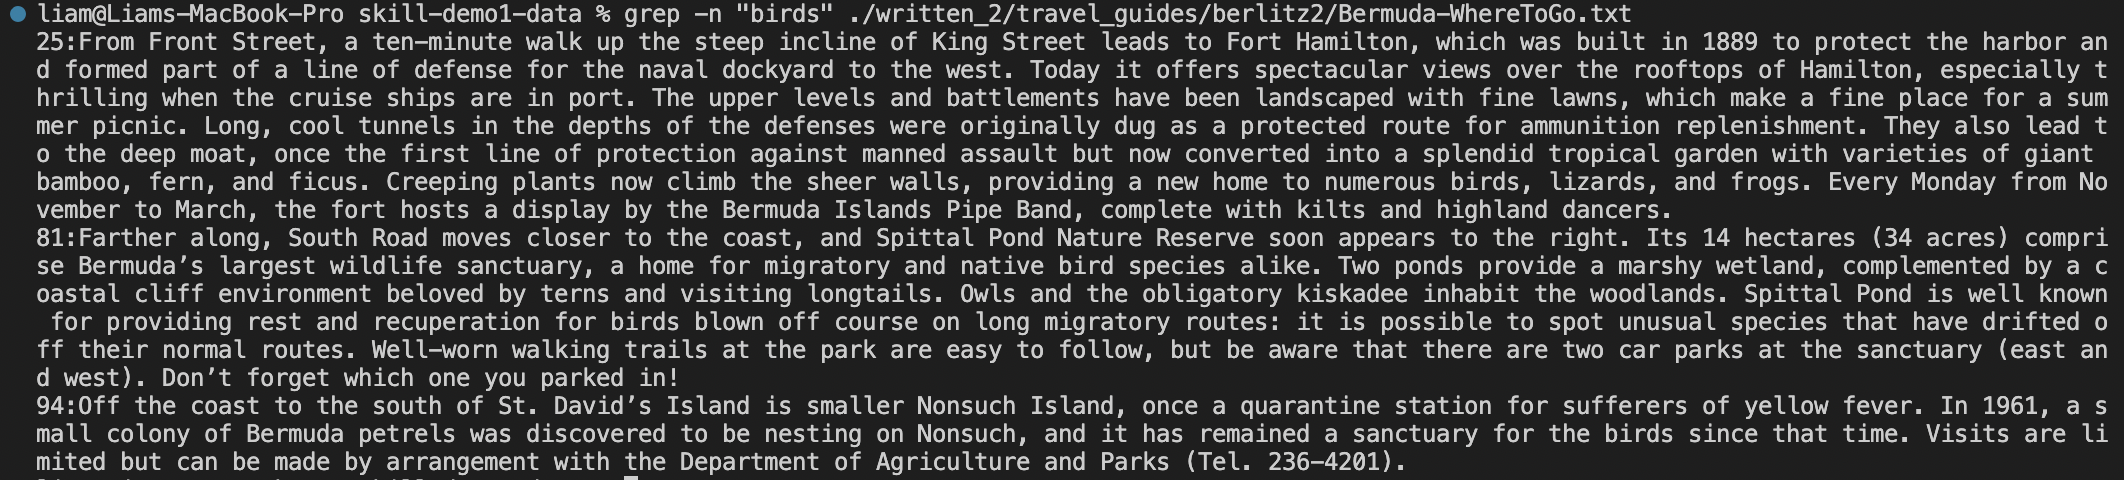 liam@Liams-MacBook-Pro skill-demo1-data % grep -n "birds" ./written_2/travel_guides/berlitz2/Bermuda-WhereToGo.txt
25:From Front Street, a ten-minute walk up the steep incline of King Street leads to Fort Hamilton, which was built in 1889 to protect the harbor an
d formed part of a line of defense for the naval dockyard to the west. Today it offers spectacular views over the rooftops of Hamilton, especially t
hrilling when the cruise ships are in port. The upper levels and battlements have been landscaped with fine lawns, which make a fine place for a sum
mer picnic. Long, cool tunnels in the depths of the defenses were originally dug as a protected route for ammunition replenishment. They also lead t
o the deep moat, once the first line of protection against manned assault but now converted into a splendid tropical garden with varieties of giant
bamboo, fern, and ficus. Creeping plants now climb the sheer walls, providing a new home to numerous birds, lizards, and frogs. Every Monday from No
vember to March, the fort hosts a display by the Bermuda Islands Pipe Band, complete with kilts and highland dancers.
81:Farther along, South Road moves closer to the coast, and Spittal Pond Nature Reserve soon appears to the right. Its 14 hectares (34 acres) compri
se Bermuda’s largest wildlife sanctuary, a home for migratory and native bird species alike. Two ponds provide a marshy wetland, complemented by a c
oastal cliff environment beloved by terns and visiting longtails. Owls and the obligatory kiskadee inhabit the woodlands. Spittal Pond is well known
 for providing rest and recuperation for birds blown off course on long migratory routes: it is possible to spot unusual species that have drifted o
ff their normal routes. Well-worn walking trails at the park are easy to follow, but be aware that there are two car parks at the sanctuary (east an
d west). Don’t forget which one you parked in!
94:Off the coast to the south of St. David’s Island is smaller Nonsuch Island, once a quarantine station for sufferers of yellow fever. In 1961, a s
mall colony of Bermuda petrels was discovered to be nesting on Nonsuch, and it has remained a sanctuary for the birds since that time. Visits are li
mited but can be made by arrangement with the Department of Agriculture and Parks (Tel. 236-4201).